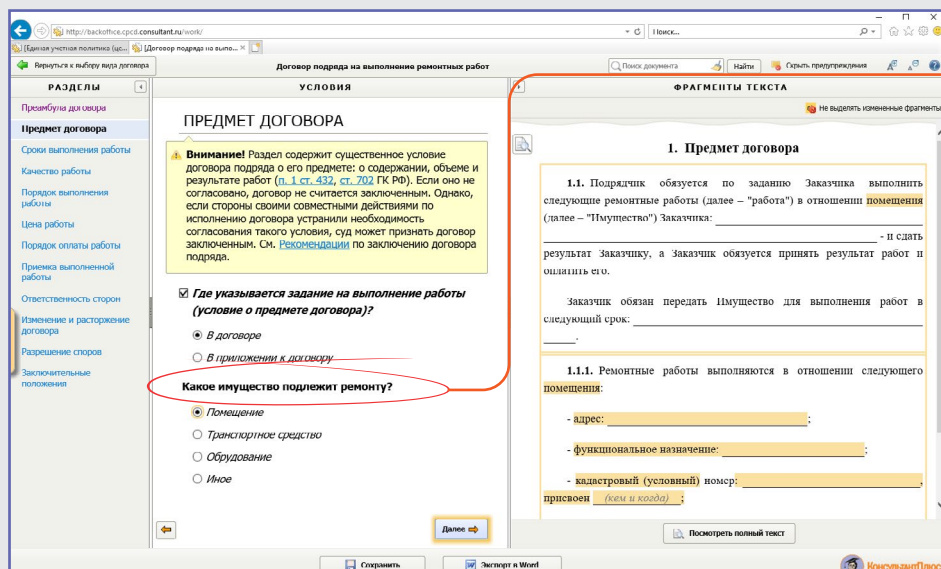 http://backoffice.cpcd.consultant.ru/work/
Поиск...
[Единая учетная политика (цс...
[Договор подряда на выпо...
Вернуться к выбору вида договора
Договор подряда на выполнение ремонтных работ
Поиск документа
Найти
Скрыть предупреждения
РАЗДЕЛЫ
УСЛОВИЯ
ФРАГМЕНТЫ ТЕКСТА
Преамбула договора
Предмет договора
Сроки выполнения работы
Качество работы
Порядок выполнения
работы
Цена работы
Порядок оплаты работы
Приемка выполненной
работы
Ответственность сторон
Изменение и расторжение
договора
Разрешение споров
Заключительные
положения
ПРЕДМЕТ ДОГОВОРА
Внимание! Раздел содержит существенное условие
договора подряда о его предмете: о содержании, объеме и
результате работ (п. 1 ст. 432, ст. 702 ГК РФ). Если оно не
согласовано, договор не считается заключенным. Однако,
если стороны своими совместными действиями по
исполнению договора устранили необходимость
согласования такого условия, суд может признать договор
заключенным. См. Рекомендации по заключению договора
подряда.
Где указывается задание на выполнение работы
(условие о предмете договора)?
В договоре
В приложении к договору
Какое имущество подлежит ремонту?
Помещение
Транспортное средство
Обрудование
Иное
Далее
Не выделять измененные фрагменты
1. Предмет договора
1.1. Подрядчик обязуется по заданию Заказчика выполнить
следующие ремонтные работы (далее – "работа") в отношении помещения
(далее – "Имущество") Заказчика:
- и сдать
результат Заказчику, а Заказчик обязуется принять результат работ и
оплатить его.
Заказчик обязан передать Имущество для выполнения работ в
следующий срок:
.
1.1.1. Ремонтные работы выполняются в отношении следующего
помещения:
- адрес: ;
- функциональное назначение: ;
- кадастровый (условный) номер: ,
присвоен (кем и когда) ;
Посмотреть полный текст
Сохранить
Экспорт в Word
КонсультантПлюс